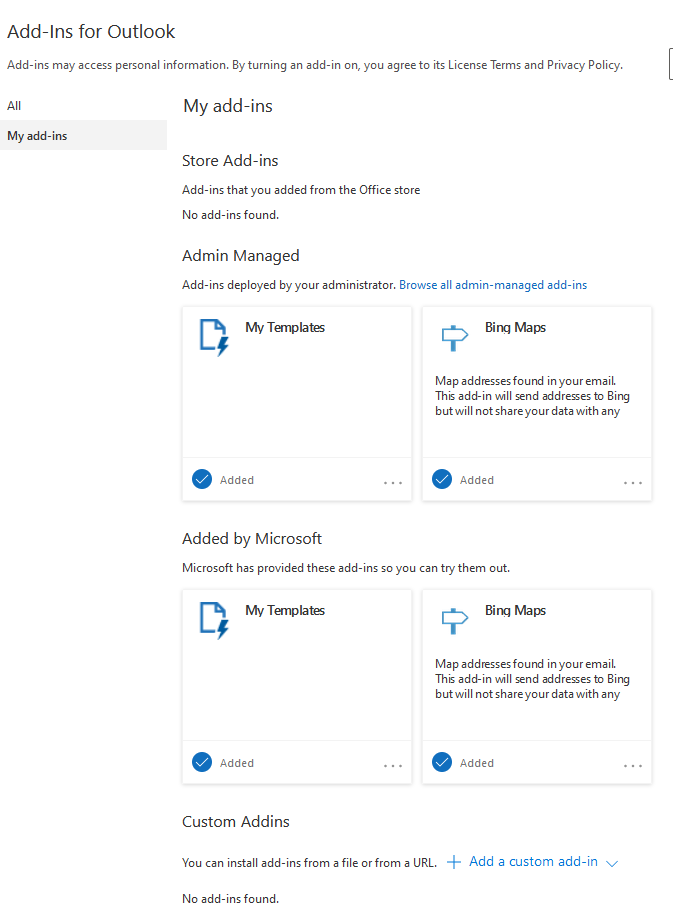 Add-Ins for Outlook
Add-ins may access personal information. By turning an add-in on, you agree to its License Terms and Privacy Policy.
All
My add-ins
My add-ins
Store Add-ins
Add-ins that you added from the Office store
No add-ins found.
Admin Managed
Add-ins deployed by your administrator. Browse all admin-managed add-ins
My Templates
Added
...
Bing Maps
Map addresses found in your email.
This add-in will send addresses to Bing
but will not share your data with any
Added
...
Added by Microsoft
Microsoft has provided these add-ins so you can try them out.
My Templates
Added
...
Bing Maps
Map addresses found in your email.
This add-in will send addresses to Bing
but will not share your data with any
Added
...
Custom Addins
You can install add-ins from a file or from a URL. + Add a custom add-in
No add-ins found.